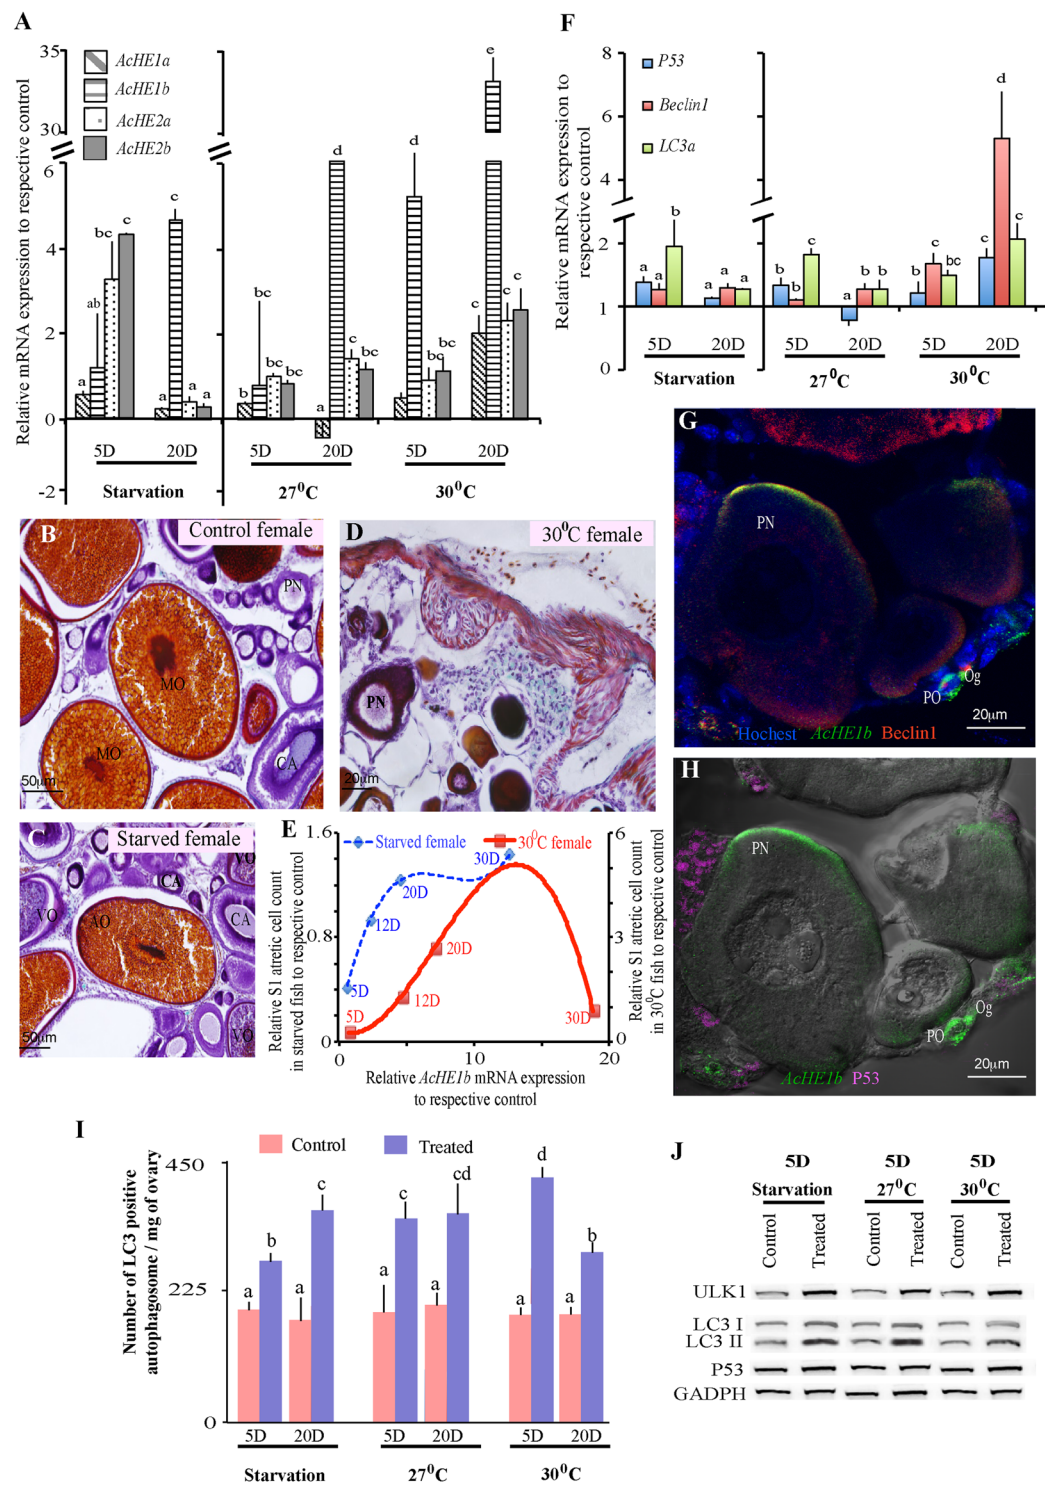 A
35
30
6
4
2
0
-2
Relative mRNA expression to respective control
AcHE1a
AcHE1b
AcHE2a
AcHE2b
a
ab
bc
c
a
c
a
a
b
bc
bc
bc
a
d
c
bc
d
bc
bc
c
e
c
c
5D
20D
5D
20D
5D
20D
Starvation
27⁰C
30⁰C
F
8
6
4
2
1
0
Relative mRNA expression to
respective control
P53
Beclin1
LC3a
a
a
b
a
a
a
b
b
c
a
b
b
b
c
bc
c
d
c
5D
20D
5D
20D
5D
20D
Starvation
27⁰C
30⁰C
B
Control female
PN
MO
MO
CA
50µm
C
Starved female
VO
CA
VO
AO
CA
VO
50µm
D
30⁰C female
PN
20µm
E
1.6
0.8
0
Relative S1 atretic cell count
in starved fish to respective control
Starved female
30⁰C female
5D
12D
20D
30D
5D
12D
20D
30D
6
3
0
Relative S1 atretic cell count
in 30⁰C fish to respective control
0
10
20
Relative AcHE1b mRNA expression
to respective control
G
PN
Og
PO
20µm
Hochest AcHE1b Beclin1
H
PN
Og
PO
20µm
AcHE1b P53
I
Control
Treated
450
225
0
Number of LC3 positive
autophagosome / mg of ovary
a
b
a
c
a
c
a
cd
a
d
a
b
5D
20D
5D
20D
5D
20D
Starvation
27⁰C
30⁰C
J
5D
5D
5D
Starvation
27⁰C
30⁰C
Control
Treated
Control
Treated
Control
Treated
ULK1
LC3 I
LC3 II
P53
GADPH